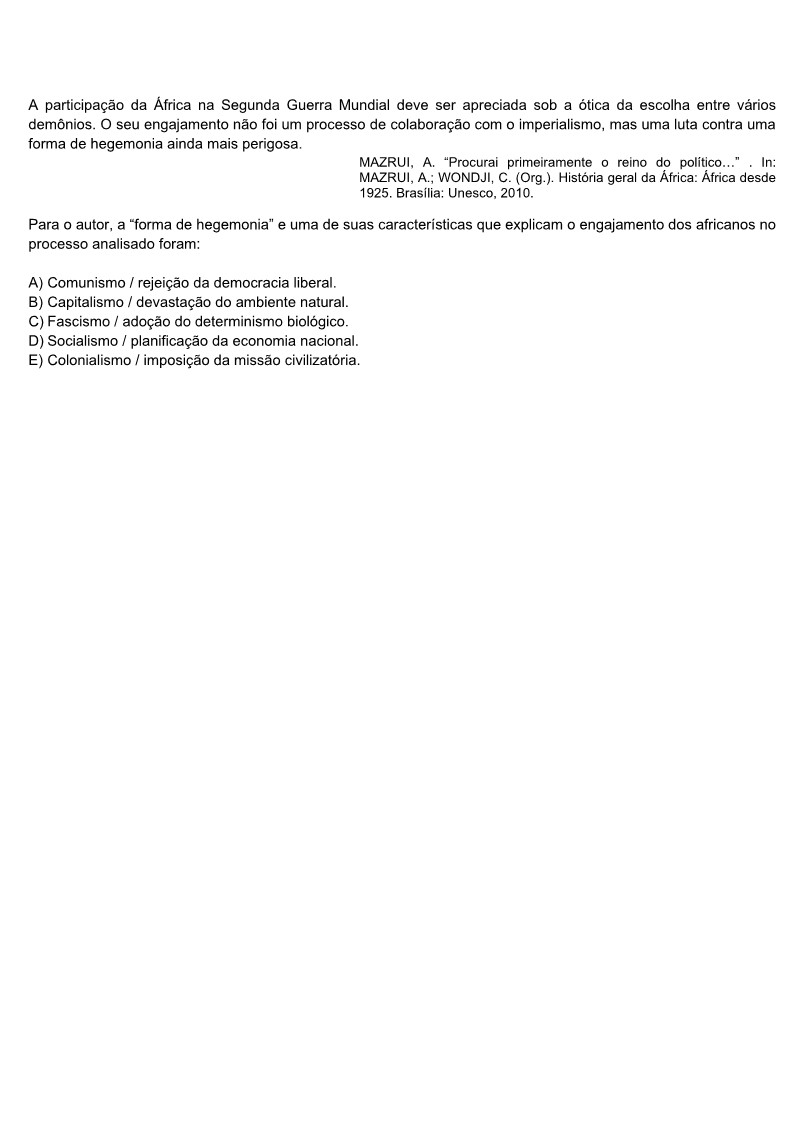 A participação da África na Segunda Guerra Mundial deve ser apreciada sob a ótica da escolha entre vários
demônios. O seu engajamento não foi um processo de colaboração com o imperialismo, mas uma luta contra uma
forma de hegemonia ainda mais perigosa.
MAZRUI, A. “Procurai primeiramente o reino do político…” . In:
MAZRUI, A.; WONDJI, C. (Org.). História geral da África: África desde
1925. Brasília: Unesco, 2010.
Para o autor, a “forma de hegemonia” e uma de suas características que explicam o engajamento dos africanos no
processo analisado foram:
A) Comunismo / rejeição da democracia liberal.
B) Capitalismo / devastação do ambiente natural.
C) Fascismo / adoção do determinismo biológico.
D) Socialismo / planificação da economia nacional.
E) Colonialismo / imposição da missão civilizatória.